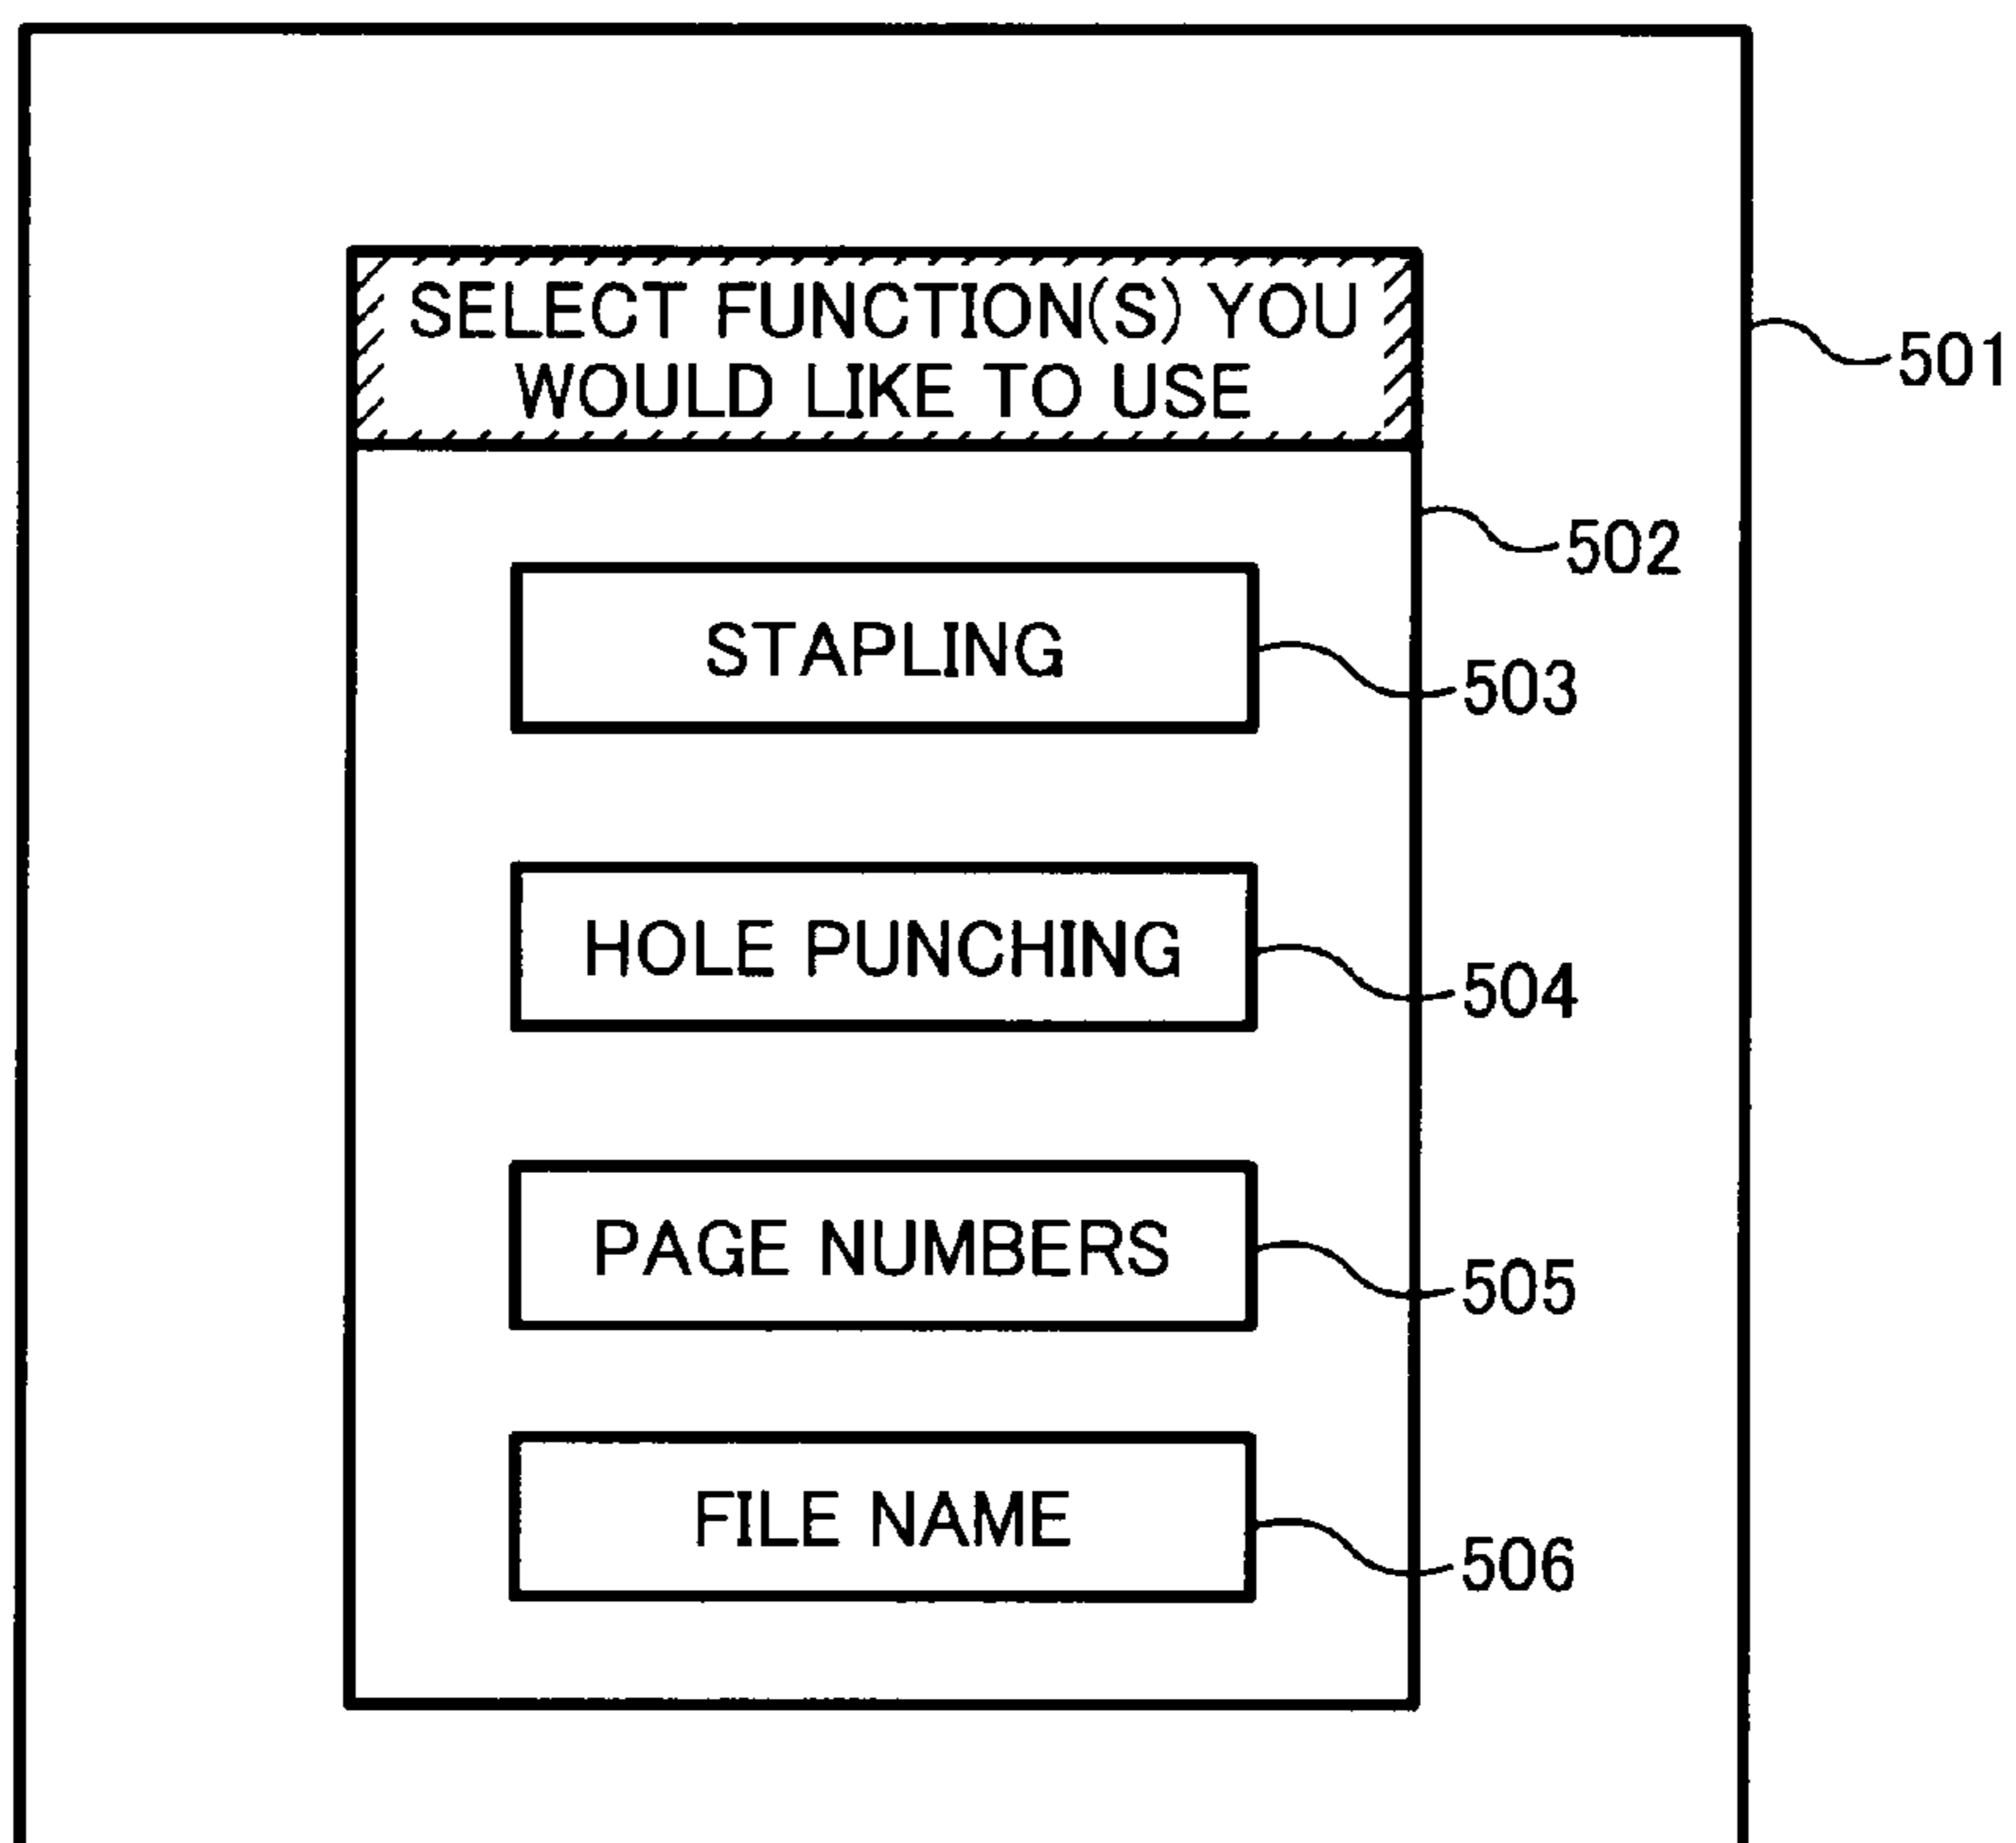 SELECT FUNCTION(S) YOU
WOULD LIKE TO USE
501
502
STAPLING
503
HOLE PUNCHING
504
PAGE NUMBERS
505
FILE NAME
506